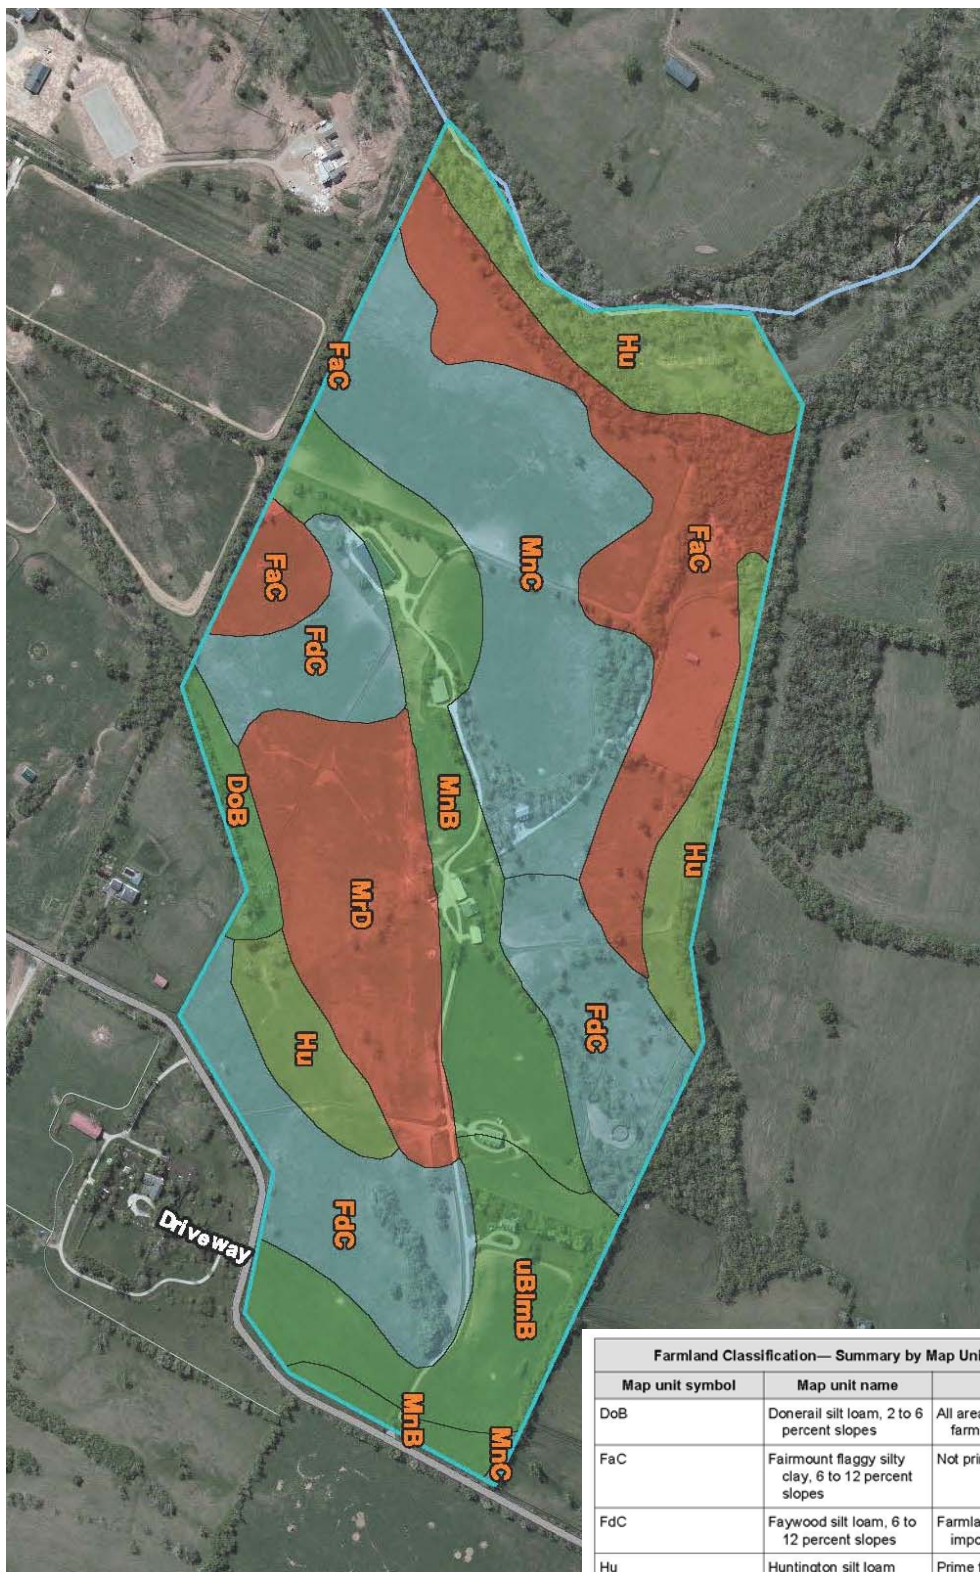 Hu
FaC
FaC
MnC
FaC
FdC
MnB
DoB
Hu
MrD
FdC
Hu
FdC
Driveway
uBlmB
MnB
MnC
Farmland Classification— Summary by Map Uni
Map unit symbol Map unit name
DoB Donerail silt loam, 2 to 6 All area
percent slopes farm
FaC Fairmount flaggy silty Not prin
clay, 6 to 12 percent
slopes
FdC Faywood silt loam, 6 to Farmla
12 percent slopes impo
Hu Huntington silt loam Prime f